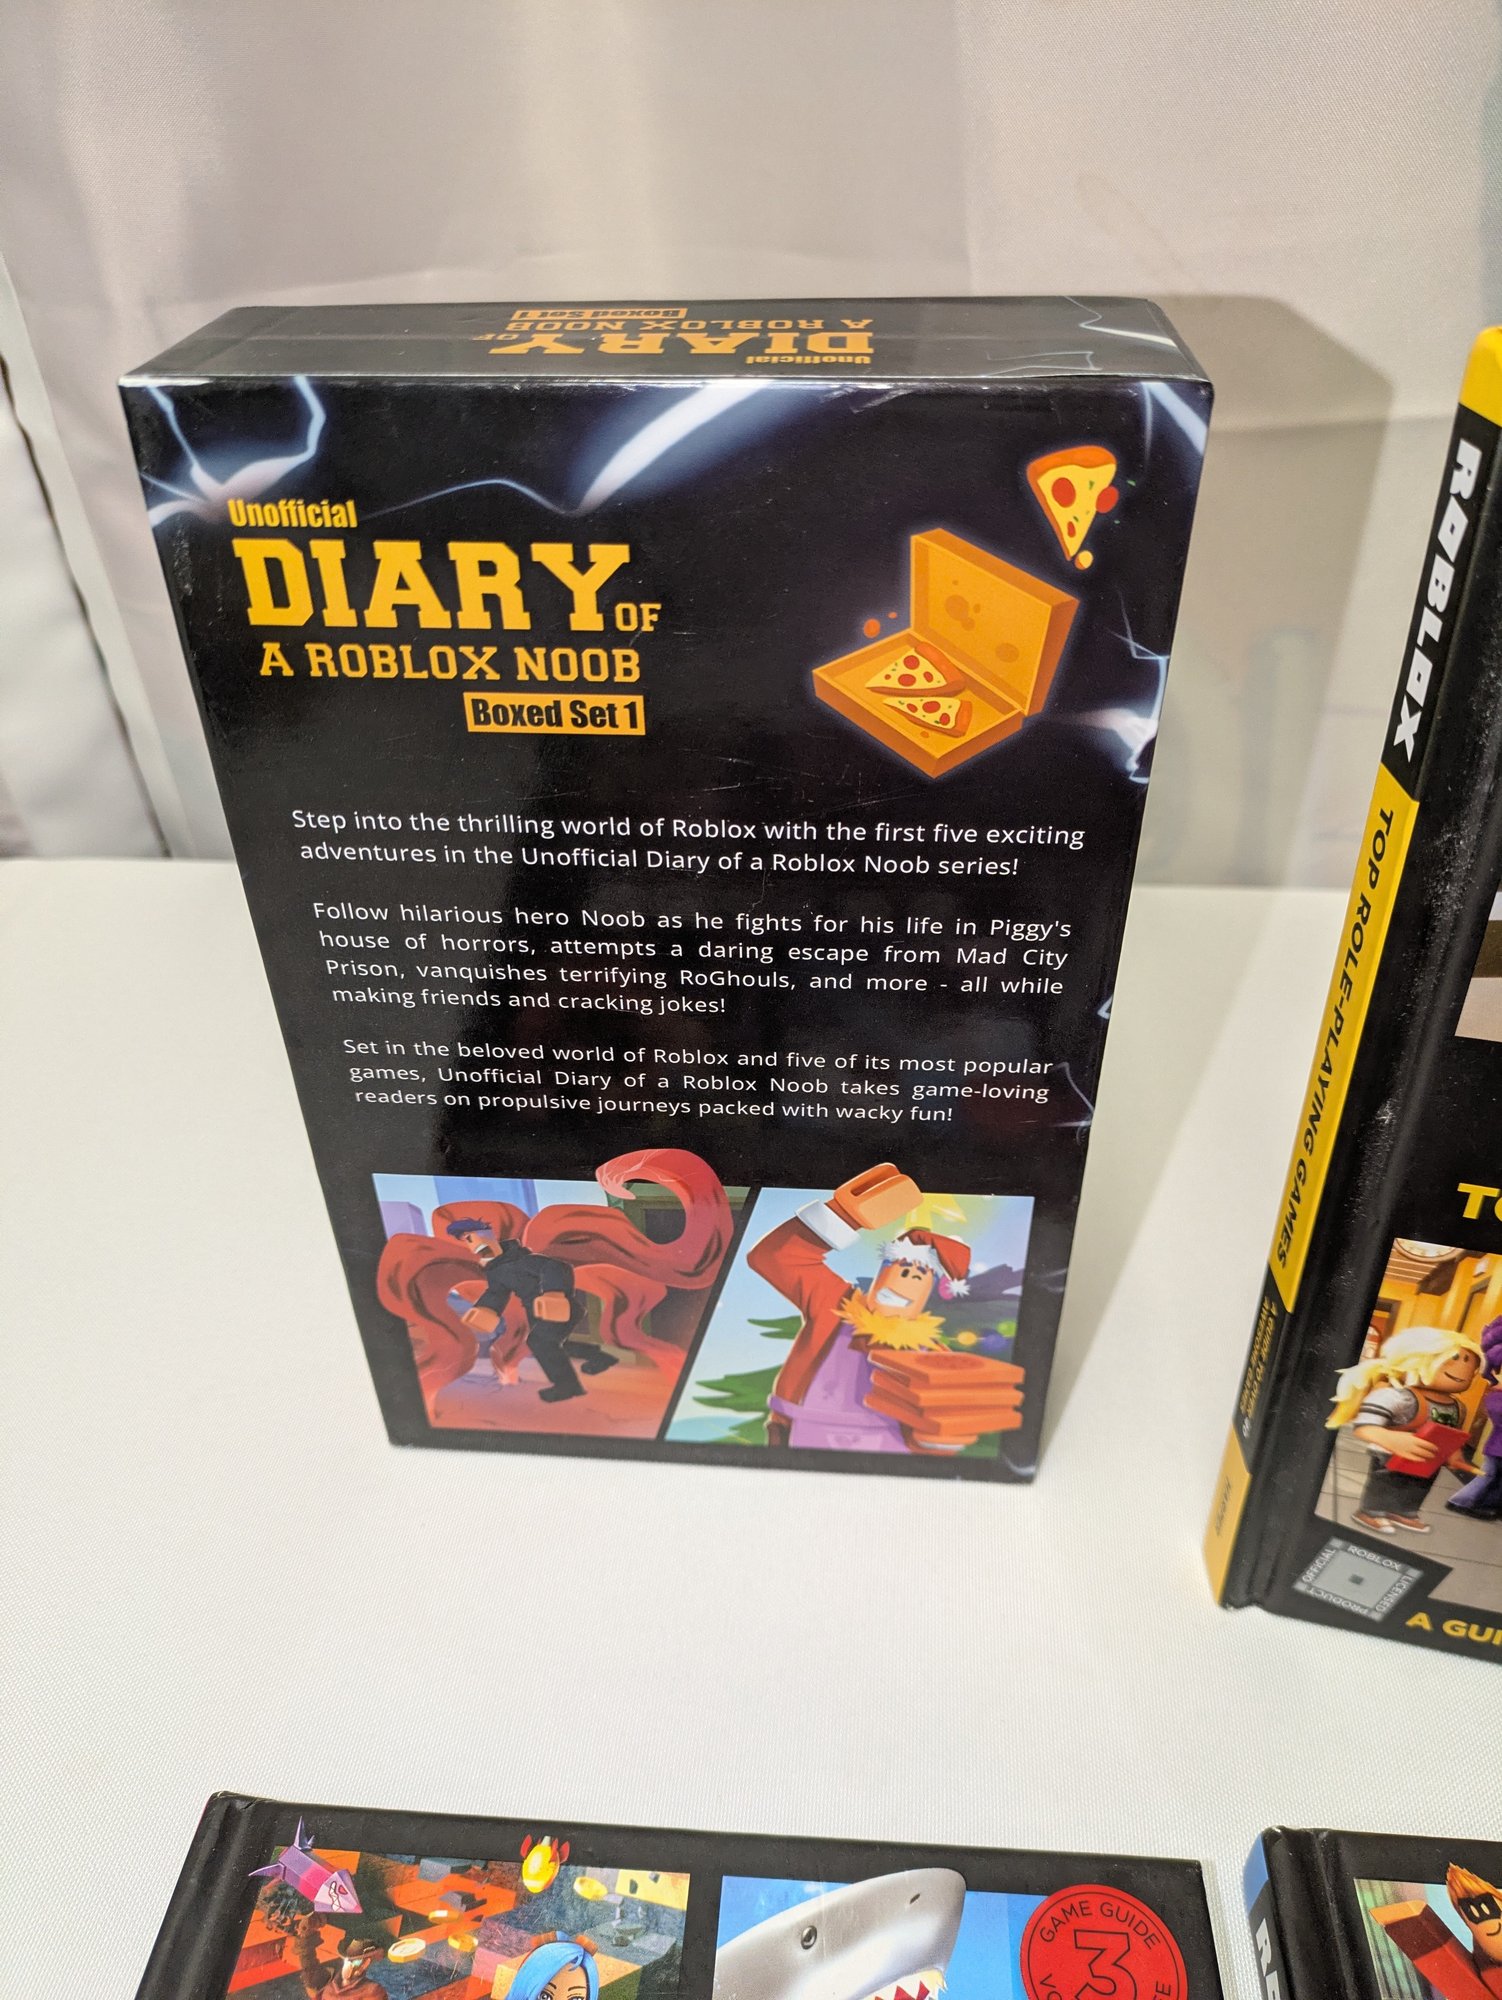 Unofficial
DIARY OF
A ROBLOX NOOB
Boxed Set 1
Unofficial
DIARY OF
A ROBLOX NOOB
Boxed Set 1
Step into the thrilling world of Roblox with the first five exciting
adventures in the Unofficial Diary of a Roblox Noob series!
Follow hilarious hero Noob as he fights for his life in Piggy's
house of horrors, attempts a daring escape from Mad City
Prison, vanquishes terrifying RoGhouls, and more - all while
making friends and cracking jokes!
Set in the beloved world of Roblox and five of its most popular
games, Unofficial Diary of a Roblox Noob takes game-loving
readers on propulsive journeys packed with wacky fun!
ROBLOX
TOP ROLE-PLAYING GAMES
OFFICIAL
ROBLOX
LICENSED
PRODUCT
A GUI
GAME GUIDE
3